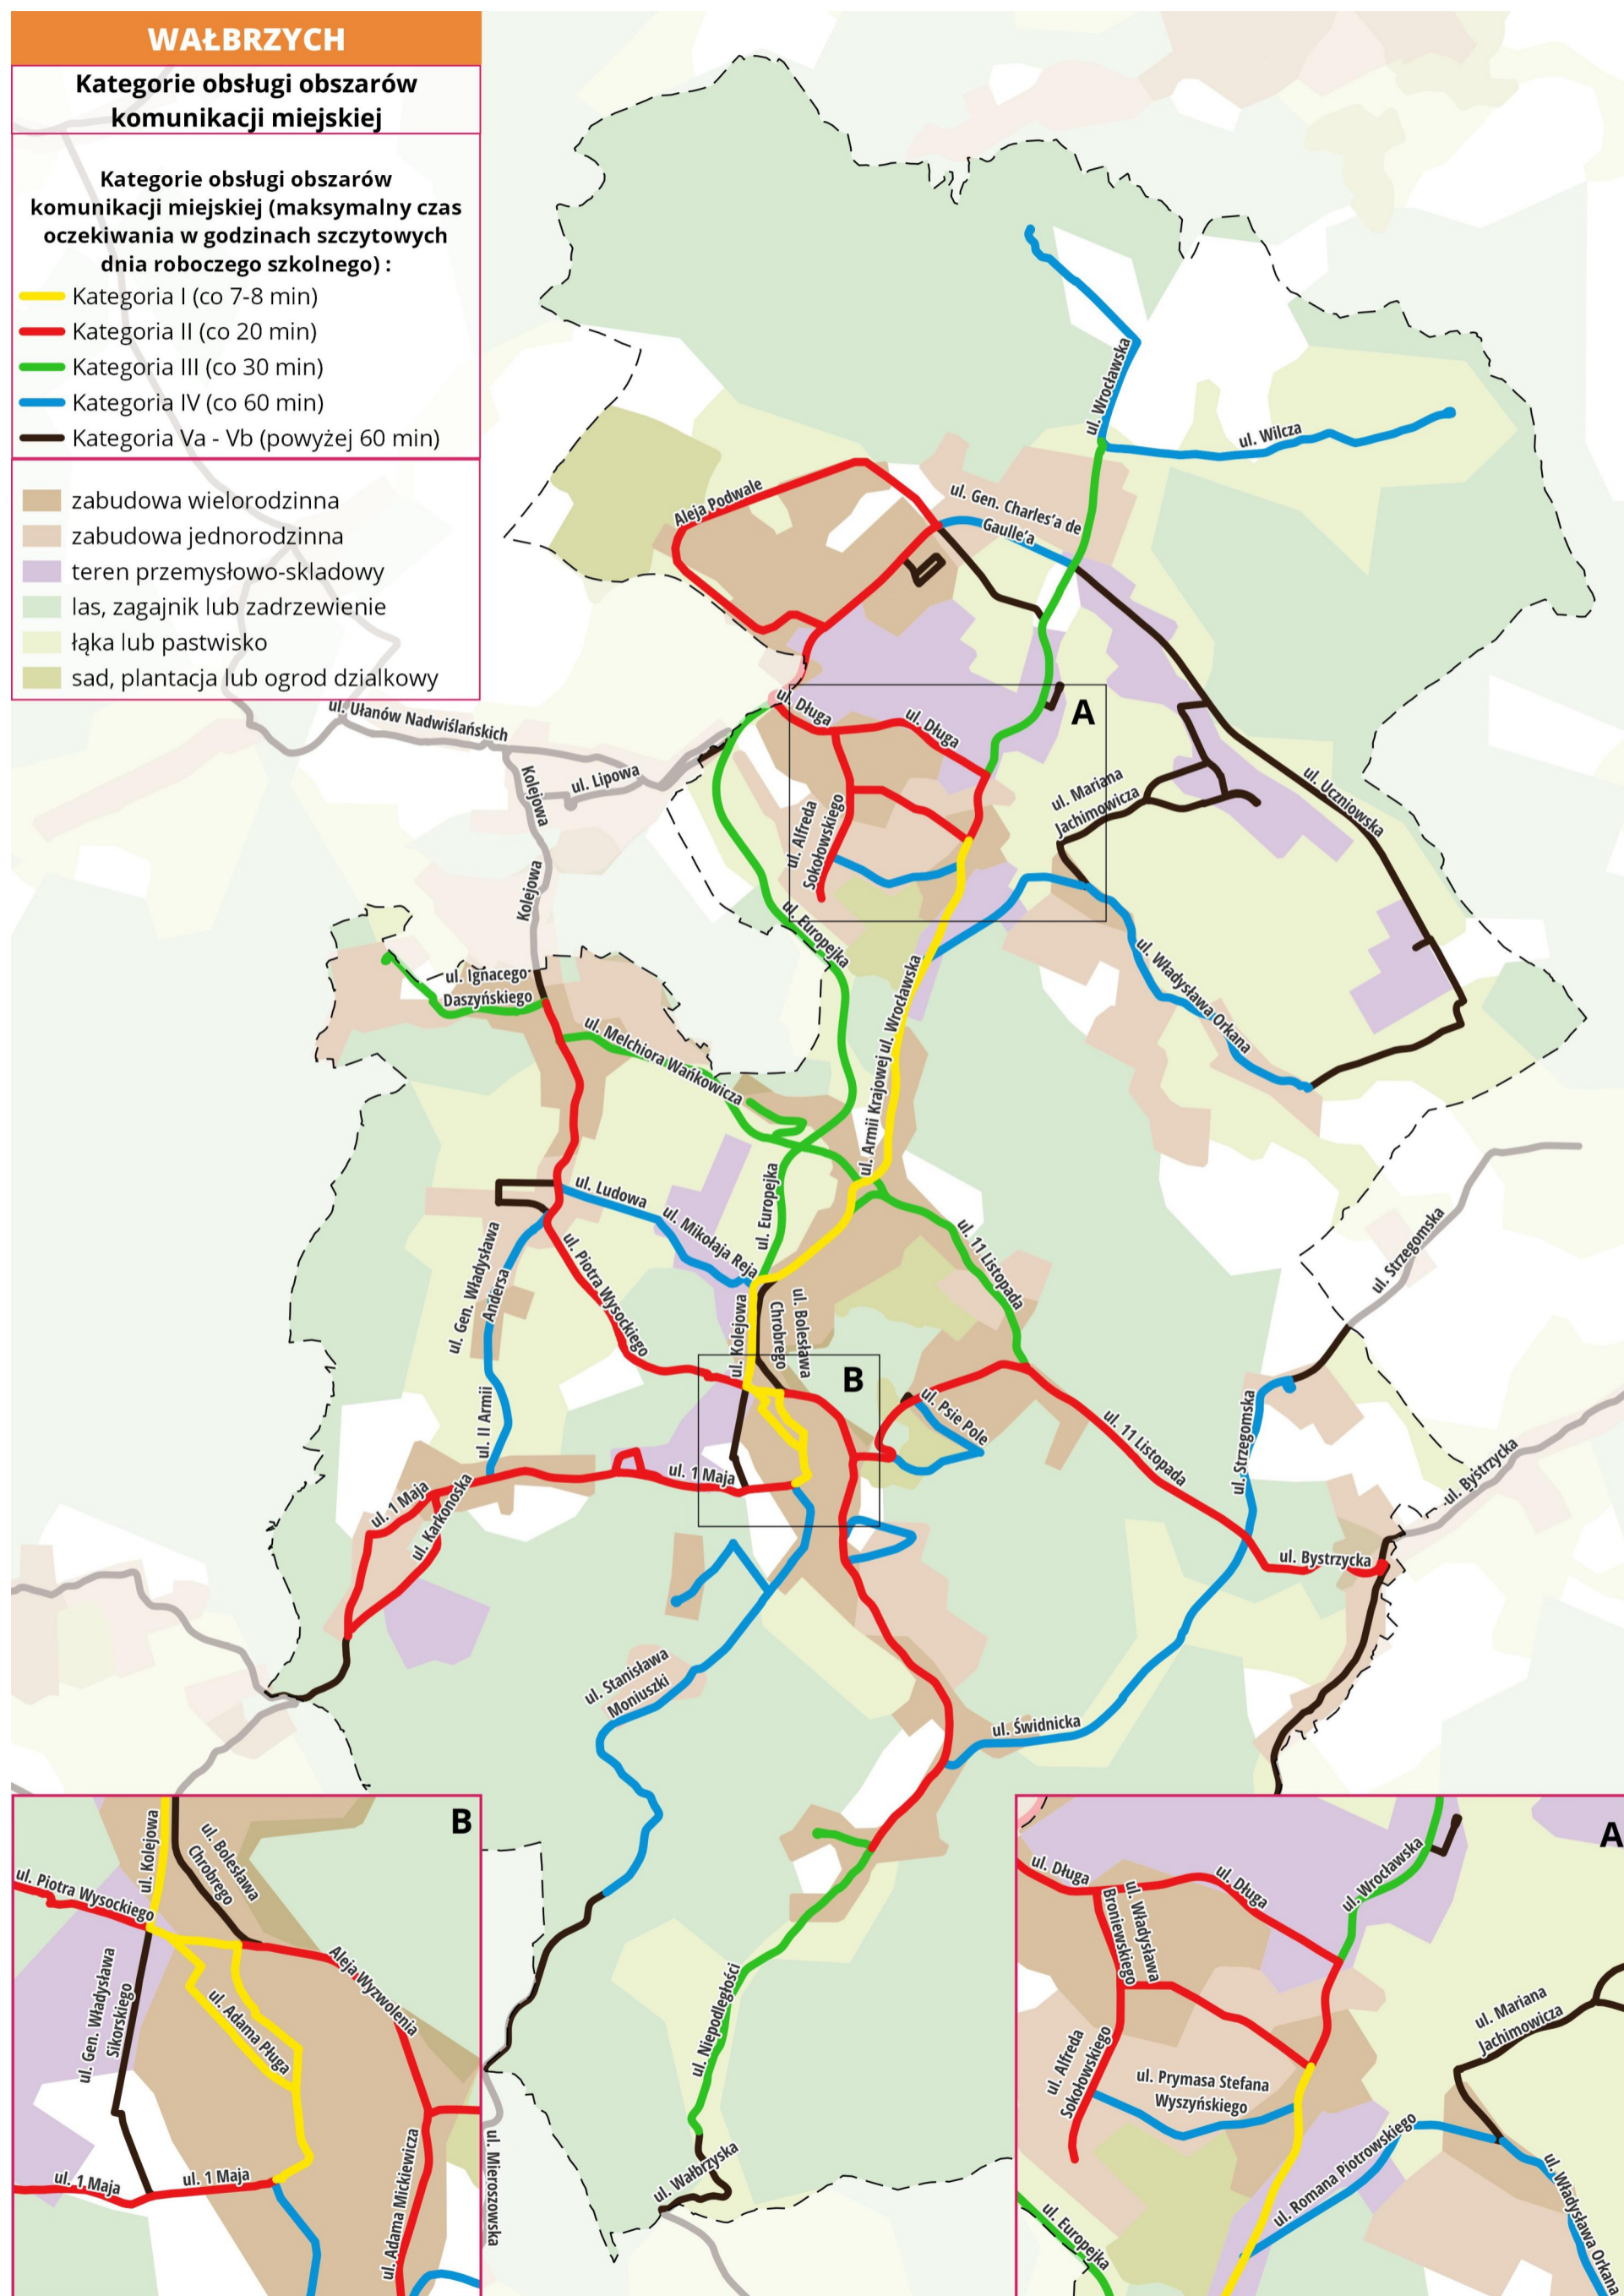 WAŁBRZYCH
Kategorie obsługi obszarów
komunikacji miejskiej
Kategorie obsługi obszarów
komunikacji miejskiej (maksymalny czas
oczekiwania w godzinach szczytowych
dnia roboczego szkolnego) :
Kategoria I (co 7-8 min)
Kategoria II (co 20 min)
Kategoria III (co 30 min)
Kategoria IV (co 60 min)
Kategoria Va - Vb (powyżej 60 min)
zabudowa wielorodzinna
zabudowa jednorodzinna
teren przemysłowo-skladowy
las, zagajnik lub zadrzewienie
łąka lub pastwisko
sad, plantacja lub ogrod dzialkowy
ul. Wrocławska
ul. Wilcza
Aleja Podwale
ul. Gen. Charles'a de
Gaulle'a
ul. Ułanów Nadwiślańskich
Kolejowa
ul. Lipowa
Kolejowa
ul. Długa
ul. Długa
A
ul. Alfreda
Sokołowskiego
ul. Mariana
Jachimowicza
ul. Uczniowska
ul. Europejka
ul. Wrocławska
ul. Władysława Orkana
ul. Ignacego
Daszyńskiego
ul. Melchiora Wańkowicza
ul. Armii Krajowej
ul. Ludowa
ul. Mikołaja Reja
ul. Europejka
ul. Gen. Władysława
Andersa
ul. Piotra Wysockiego
ul. 11 Listopada
ul. Strzegomska
ul. Kolejowa
ul. Bolesława
Chrobrego
B
ul. Psie Pole
ul. II Armii
ul. 11 Listopada
ul. Strzegomska
ul. Bystrzycka
ul. 1 Maja
ul. 1 Maja
ul. Karkonoska
ul. Bystrzycka
ul. Stanisława
Moniuszki
ul. Świdnicka
ul. Niepodległości
ul. Wałbrzyska
ul. Mieroszowska
B
ul. Kolejowa
ul. Bolesława
Chrobrego
ul. Piotra Wysockiego
ul. Gen. Władysława
Sikorskiego
ul. Adama Pługa
Aleja Wyzwolenia
ul. 1 Maja
ul. 1 Maja
ul. Adama Mickiewicza
A
ul. Długa
ul. Władysława
Broniewskiego
ul. Długa
ul. Wrocławska
ul. Alfreda
Sokołowskiego
ul. Prymasa Stefana
Wyszyńskiego
ul. Mariana
Jachimowicza
ul. Romana Piotrowskiego
ul. Władysława Orkana
ul. Europejka